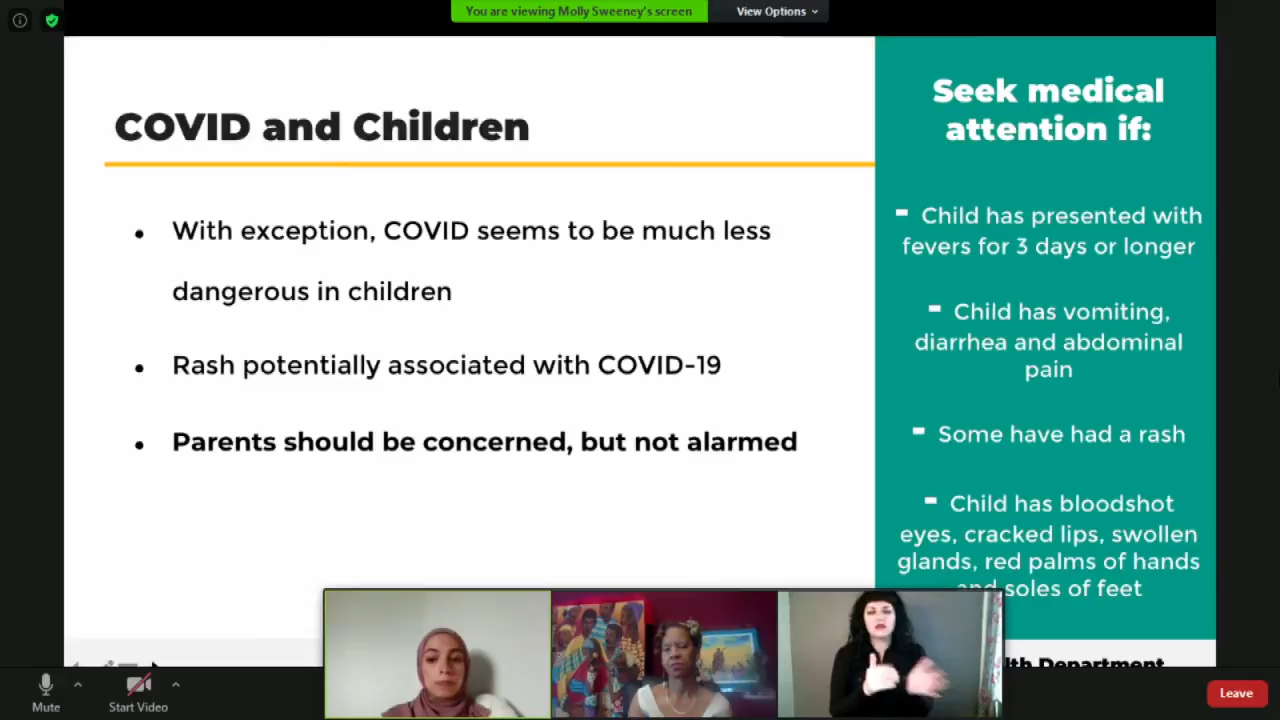 You are viewing Molly Sweeney's screen
View Options
COVID and Children
With exception, COVID seems to be much less
dangerous in children
Rash potentially associated with COVID-19
Parents should be concerned, but not alarmed
Seek medical
attention if:
- Child has presented with
fevers for 3 days or longer
- Child has vomiting,
diarrhea and abdominal
pain
- Some have had a rash
- Child has bloodshot
eyes, cracked lips, swollen
glands, red palms of hands
and soles of feet
Department
Mute
Start Video
Leave